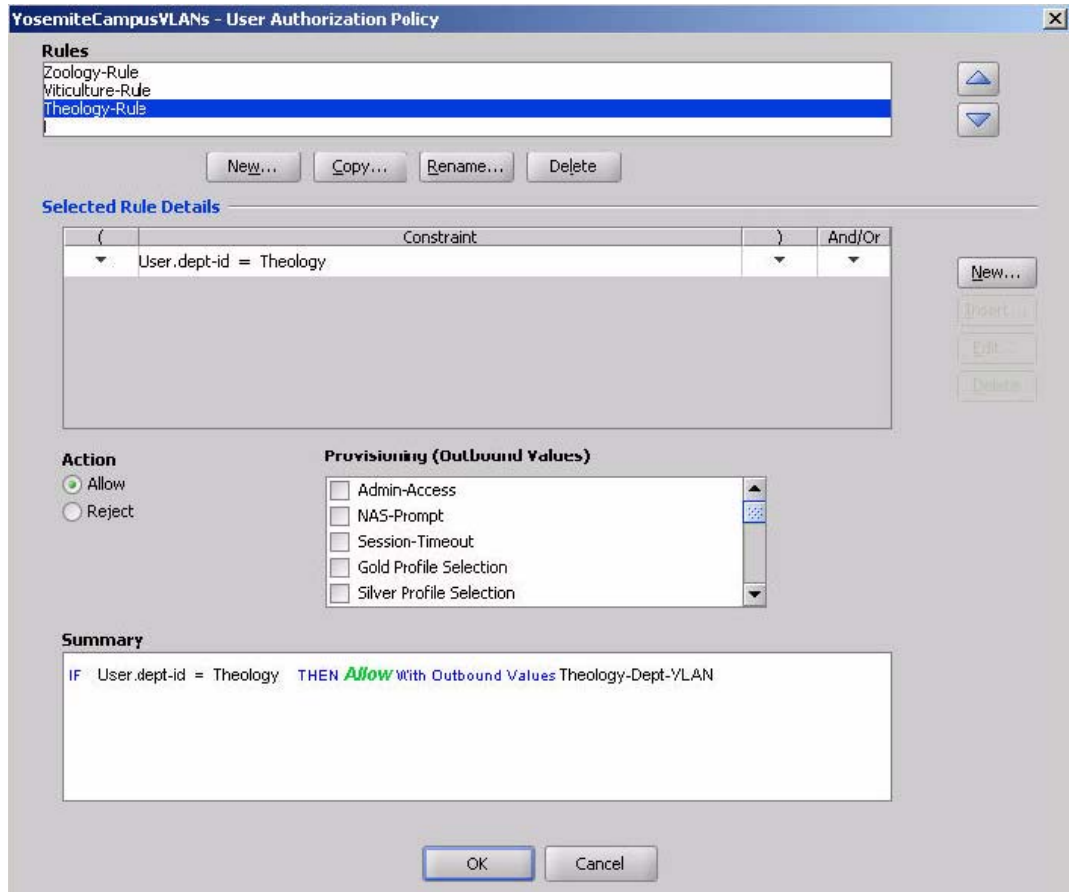 YosemiteCampusVLANs - User Authorization Policy
Rules
Zoology-Rule
Viticulture-Rule
Theology-Rule
New... Copy... Rename... Delete
Selected Rule Details
( Constraint ) And/Or
User.dept-id = Theology
New...
Insert...
Edit...
Delete
Action
Allow
Reject
Provisioning (Outbound Values)
Admin-Access
NAS-Prompt
Session-Timeout
Gold Profile Selection
Silver Profile Selection
Summary
IF User.dept-id = Theology THEN Allow With Outbound Values Theology-Dept-VLAN
OK Cancel